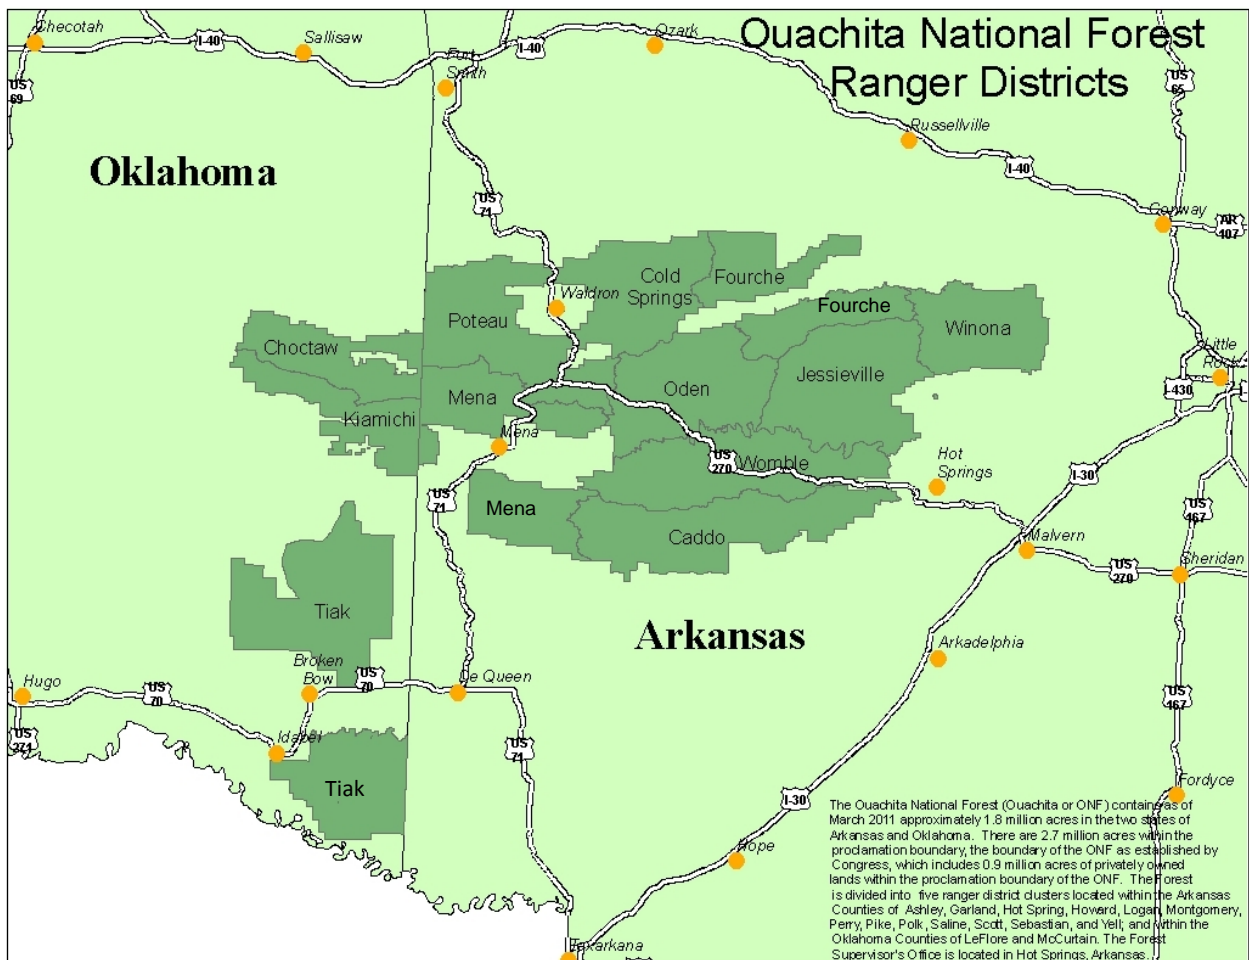 Ouachita National Forest
Ranger Districts
Checotah
I-40
Sallisaw
Fort
Smith
I-40
Ozark
US
69
US
65
Russellville
I-40
Oklahoma
US
71
Conway
AR
107
Cold
Springs
Fourche
Waldron
Poteau
Fourche
Winona
Choctaw
Little
Rock
Jessieville
Oden
I-430
Mena
Kiamichi
Mena
Womble
US
270
Hot
Springs
I-30
US
71
Mena
US
467
Caddo
Malvern
Sheridan
US
270
Tiak
Arkansas
Arkadelphia
Broken
Bow
US
70
De Queen
Hugo
US
70
US
467
US
271
Idabel
US
71
Tiak
Fordyce
I-30
Hope
Texarkana
The Ouachita National Forest (Ouachita or ONF) contains as of
March 2011 approximately 1.8 million acres in the two states of
Arkansas and Oklahoma. There are 2.7 million acres within the
proclamation boundary, the boundary of the ONF as established by
Congress, which includes 0.9 million acres of privately owned
lands within the proclamation boundary of the ONF. The Forest
is divided into five ranger district clusters located within the Arkansas
Counties of Ashley, Garland, Hot Spring, Howard, Logan, Montgomery,
Perry, Pike, Polk, Saline, Scott, Sebastian, and Yell; and within the
Oklahoma Counties of LeFlore and McCurtain. The Forest
Supervisor's Office is located in Hot Springs, Arkansas.